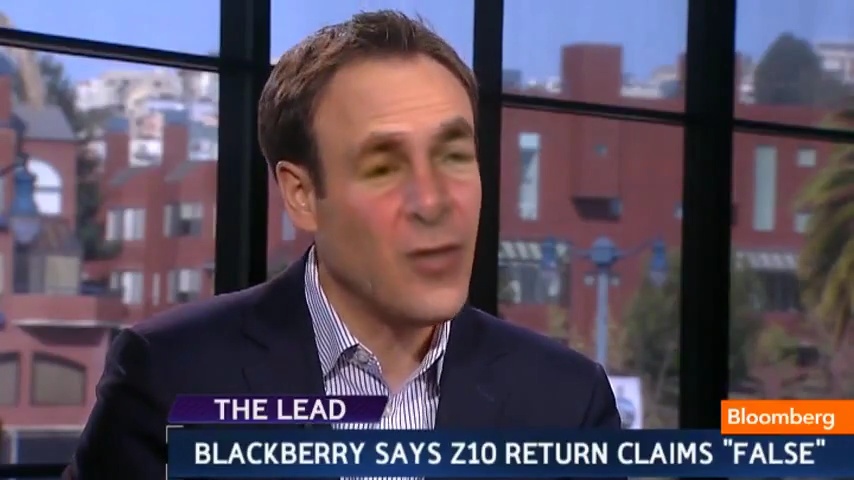 Bloomberg
THE LEAD
BLACKBERRY SAYS Z10 RETURN CLAIMS "FALSE"